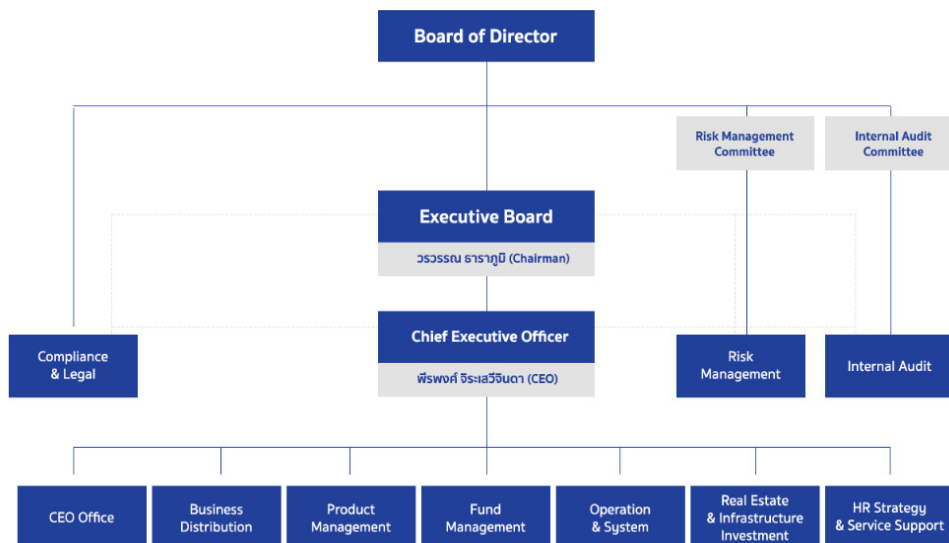 Board of Director
Risk Management
Committee
Internal Audit
Committee
Executive Board
วรวรรณ ธาราภูมิ (Chairman)
Chief Executive Officer
พีรพงศ์ จิระเสวีจินดา (CEO)
Compliance
& Legal
Risk
Management
Internal Audit
CEO Office
Business
Distribution
Product
Management
Fund
Management
Operation
& System
Real Estate
& Infrastructure
Investment
HR Strategy
& Service Support